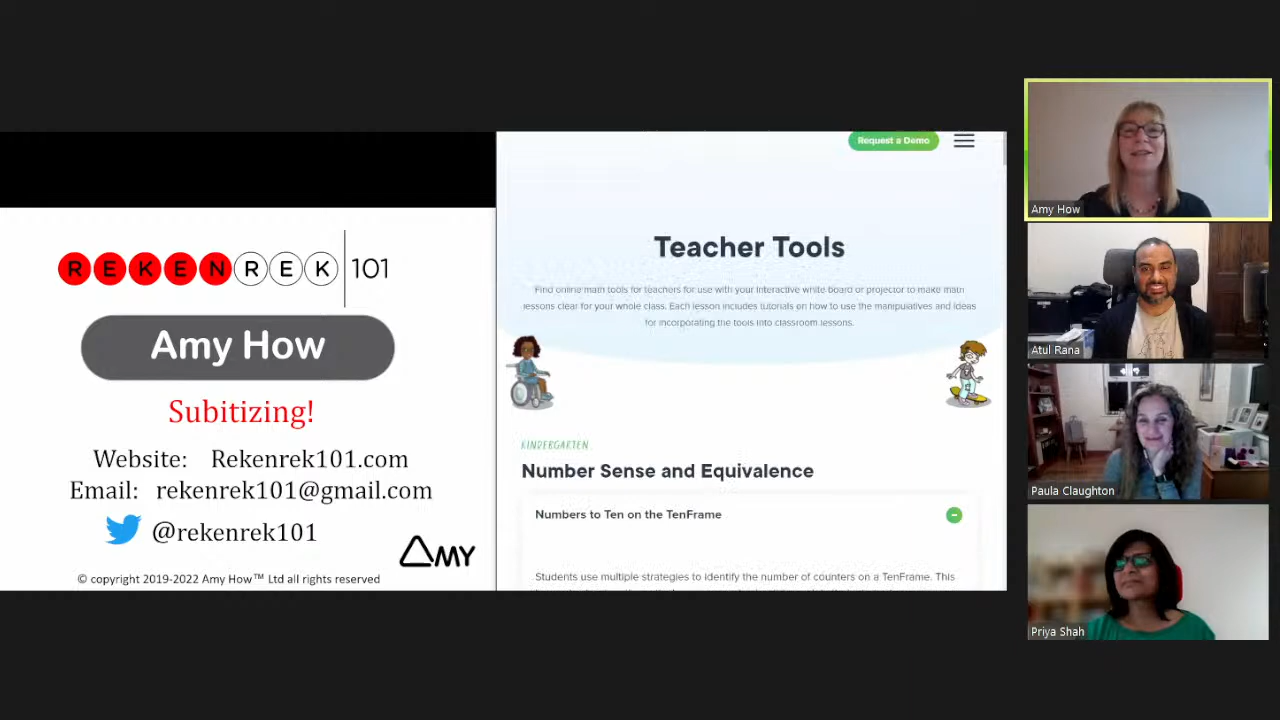 REKENREK 101
Amy How
Subitizing!
Website: Rekenrek101.com
Email: rekenrek101@gmail.com
@rekenrek101
AMY
© copyright 2019-2022 Amy How™ Ltd all rights reserved
Request a Demo
Teacher Tools
Find online math tools for teachers for use with your interactive white board or projector to make math
lessons clear for your whole class. Each lesson includes tutorials on how to use the manipulatives and ideas
for incorporating the tools into classroom lessons.
KINDERGARTEN
Number Sense and Equivalence
Numbers to Ten on the TenFrame
Students use multiple strategies to identify the number of counters on a TenFrame. This
Amy How
Atul Rana
Paula Claughton
Priya Shah